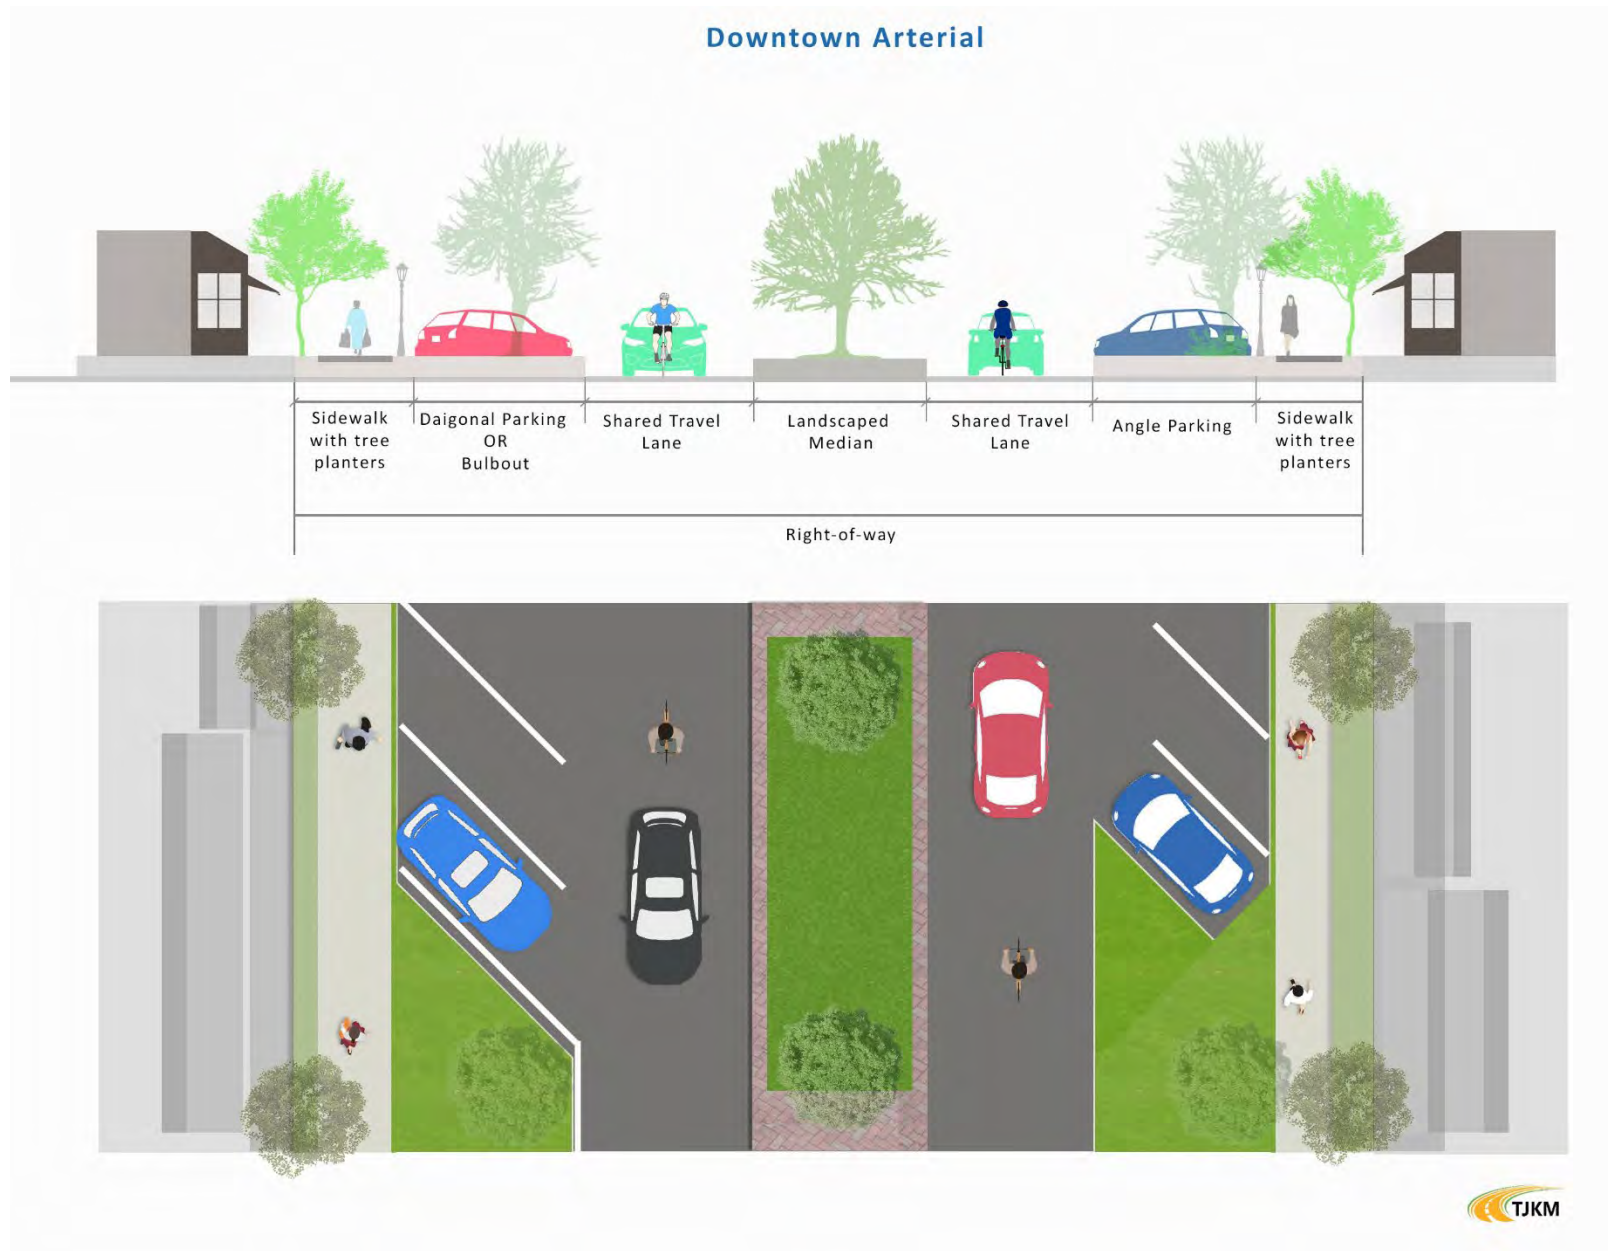 Downtown Arterial
Sidewalk
with tree
planters
Daigonal Parking
OR
Bulbout
Shared Travel
Lane
Landscaped
Median
Shared Travel
Lane
Angle Parking
Sidewalk
with tree
planters
Right-of-way
TJKM